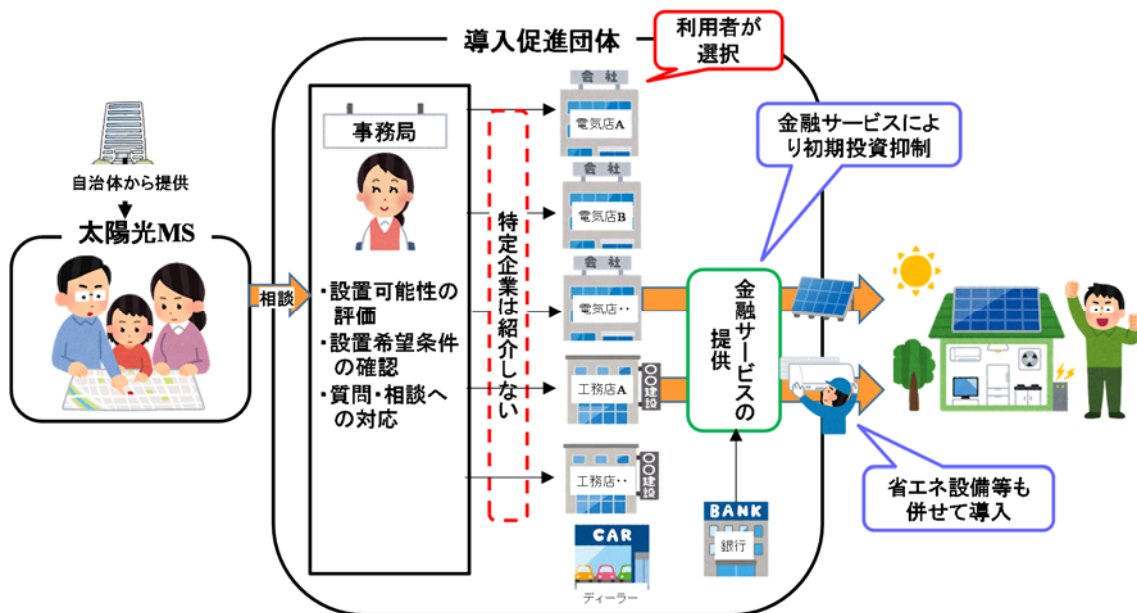 導入促進団体
利用者が
選択
自治体から提供
太陽光MS
相談
事務局
・設置可能性の
評価
・設置希望条件
の確認
・質問・相談へ
の対応
特定企業は紹介しない
会社
電気店A
会社
電気店B
会社
電気店・・
工務店A
〇〇建設
工務店・・
〇〇建設
CAR
ディーラー
金融サービスの
提供
BANK
銀行
金融サービスによ
り初期投資抑制
省エネ設備等も
併せて導入